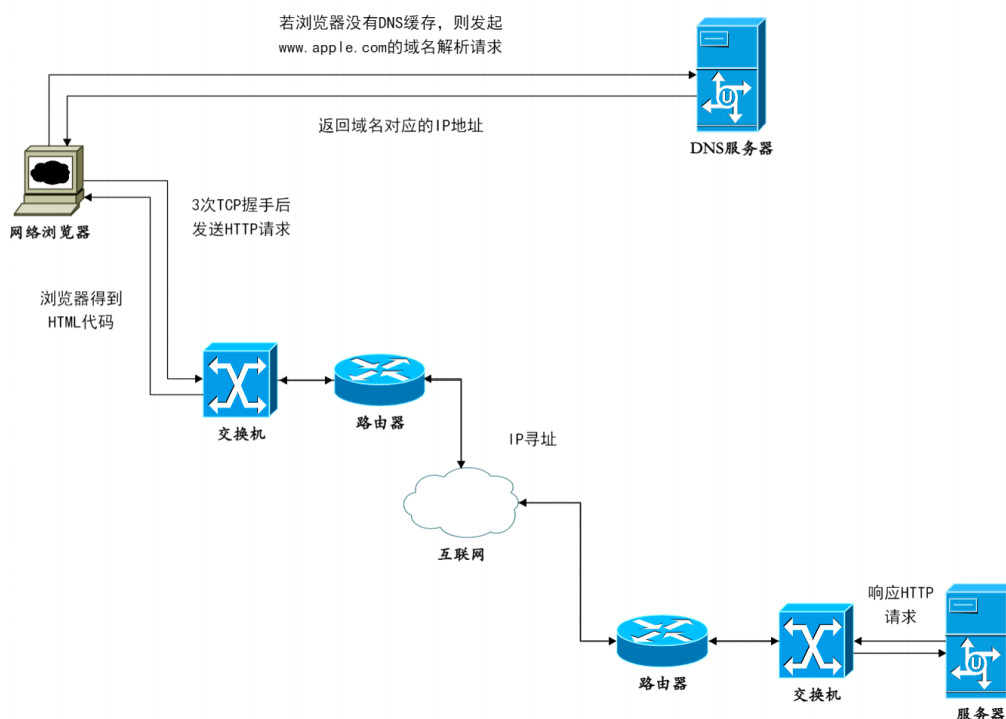 若浏览器没有DNS缓存，则发起
www.apple.com的域名解析请求
返回域名对应的IP地址
DNS服务器
网络浏览器
3次TCP握手后
发送HTTP请求
浏览器得到
HTML代码
交换机
路由器
IP寻址
互联网
响应HTTP
请求
路由器
交换机
服务器